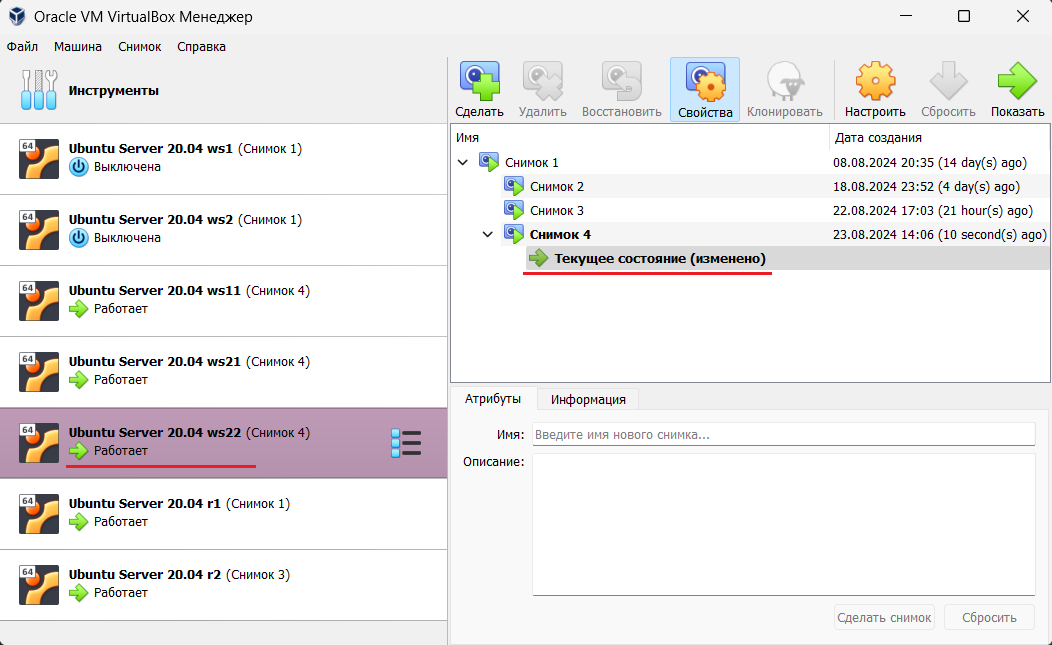 Oracle VM VirtualBox Менеджер
Файл Машина Снимок Справка
Инструменты
64
Ubuntu Server 20.04 ws1 (Снимок 1)
Выключена
64
Ubuntu Server 20.04 ws2 (Снимок 1)
Выключена
64
Ubuntu Server 20.04 ws11 (Снимок 4)
Работает
64
Ubuntu Server 20.04 ws21 (Снимок 4)
Работает
64
Ubuntu Server 20.04 ws22 (Снимок 4)
Работает
64
Ubuntu Server 20.04 r1 (Снимок 1)
Работает
64
Ubuntu Server 20.04 r2 (Снимок 3)
Работает
Сделать Удалить Восстановить Свойства Клонировать Настроить Сбросить Показать
Имя Дата создания
Снимок 1 08.08.2024 20:35 (14 day(s) ago)
Снимок 2 18.08.2024 23:52 (4 day(s) ago)
Снимок 3 22.08.2024 17:03 (21 hour(s) ago)
Снимок 4 23.08.2024 14:06 (10 second(s) ago)
Текущее состояние (изменено)
Атрибуты Информация
Имя: Введите имя нового снимка...
Описание:
Сделать снимок Сбросить